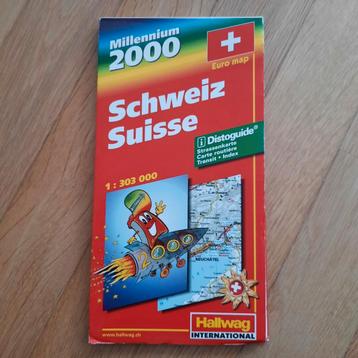 Millennium
2000
Euro map
Schweiz
Suisse
i Distoguide®
Strassenkarte
Carte routière
Transit • Index
1 : 303 000
2000
NEUCHÂTEL
www.hallwag.ch
Hallwag
INTERNATIONAL